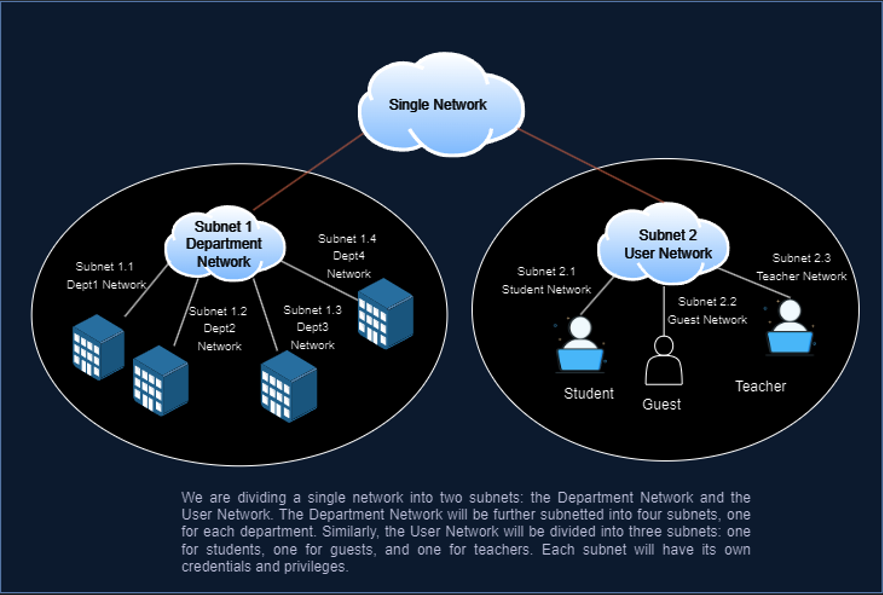 Single Network
Subnet 1
Department
Network
Subnet 1.1
Dept1 Network
Subnet 1.2
Dept2
Network
Subnet 1.3
Dept3
Network
Subnet 1.4
Dept4
Network
Subnet 2
User Network
Subnet 2.1
Student Network
Subnet 2.2
Guest Network
Subnet 2.3
Teacher Network
Student
Guest
Teacher
We are dividing a single network into two subnets: the Department Network and the
User Network. The Department Network will be further subnetted into four subnets, one
for each department. Similarly, the User Network will be divided into three subnets: one
for students, one for guests, and one for teachers. Each subnet will have its own
credentials and privileges.